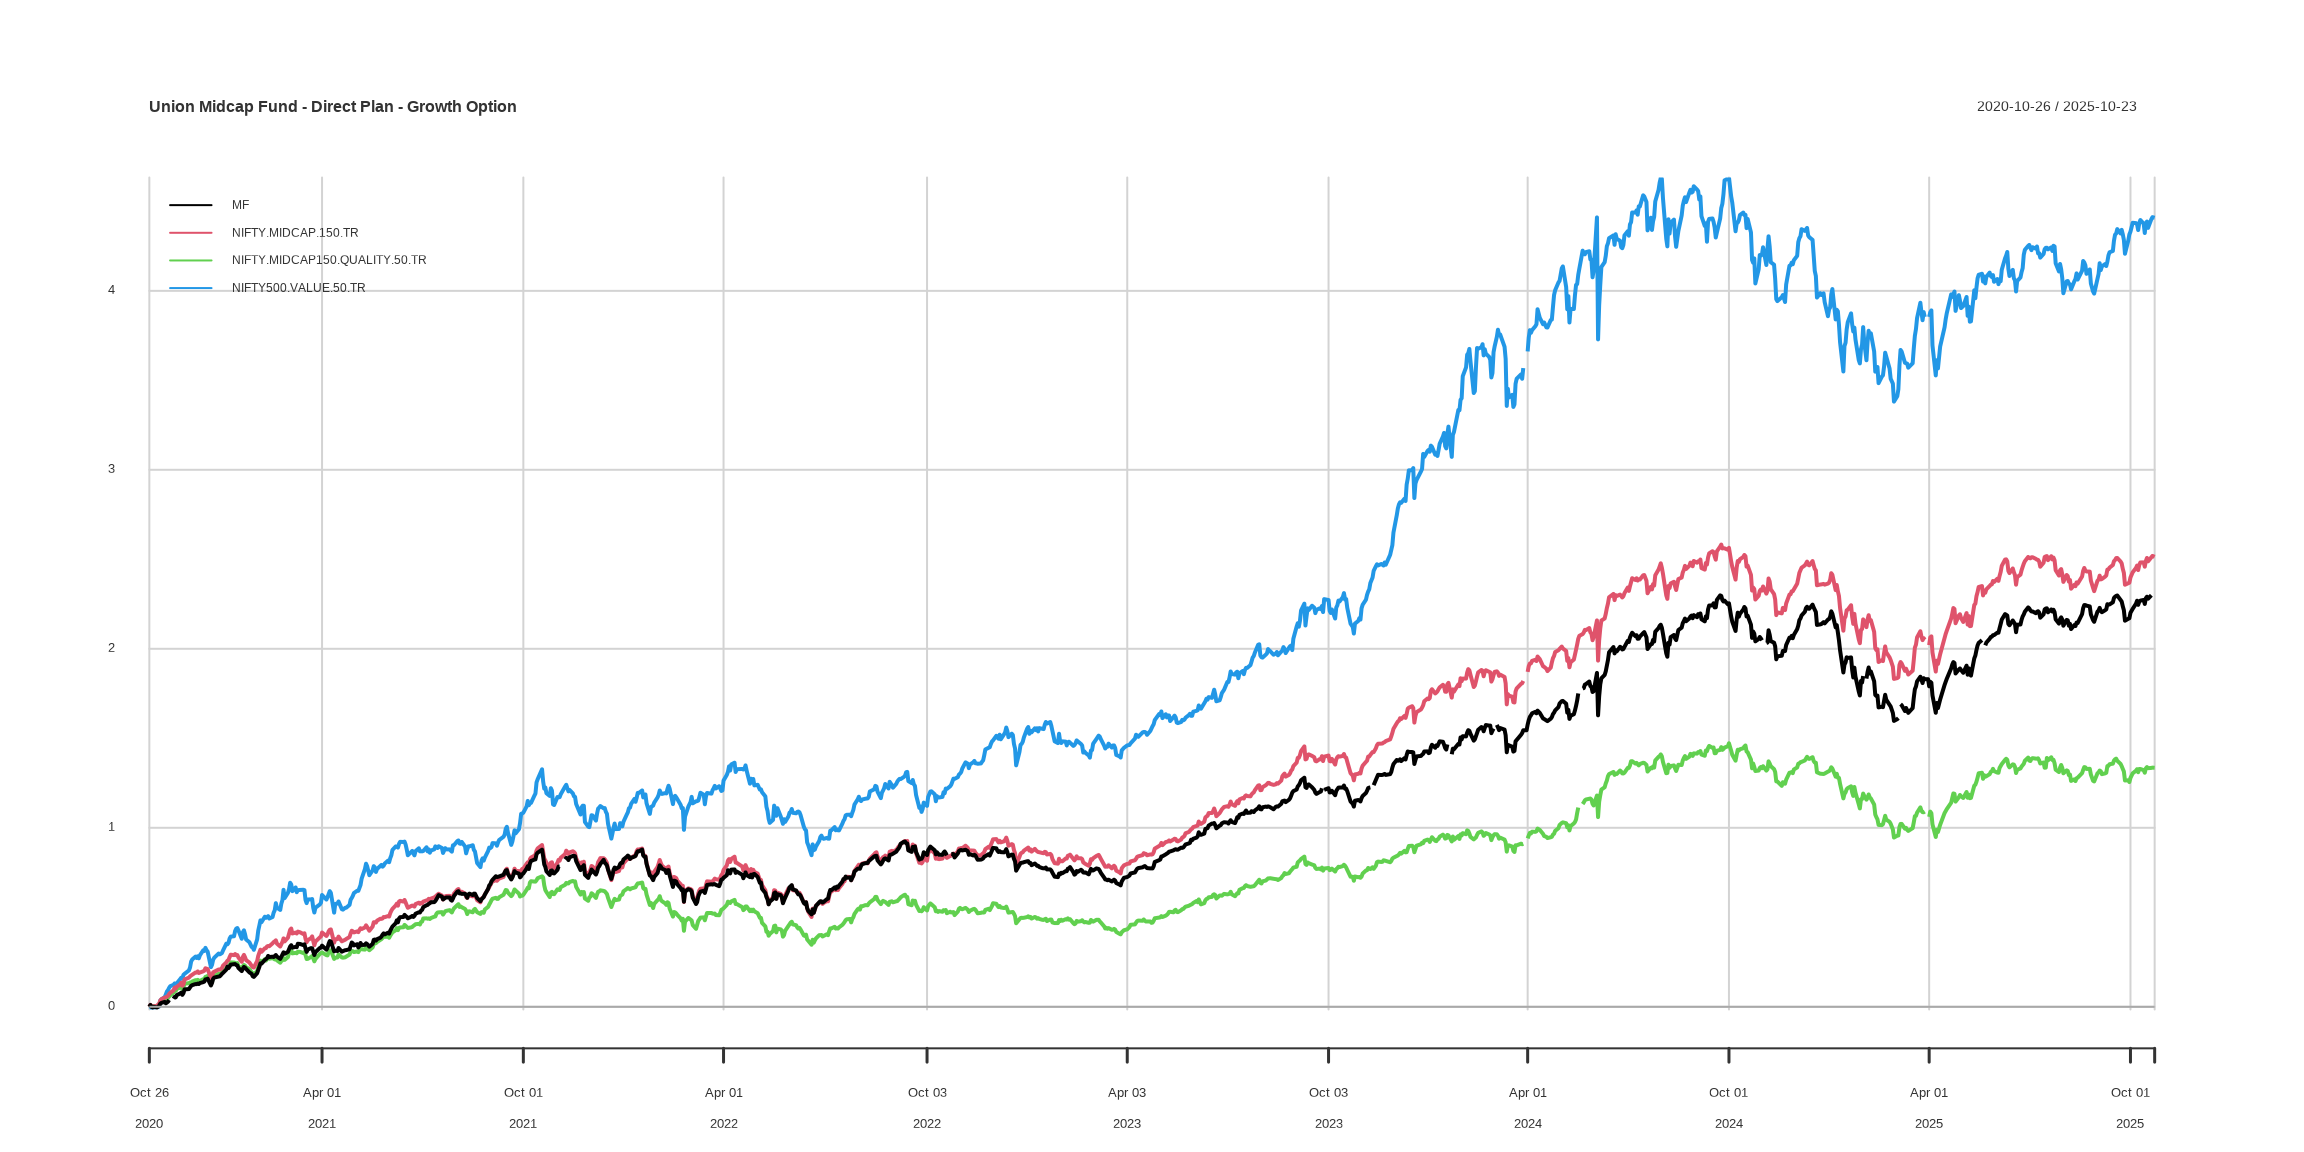 Union Midcap Fund - Direct Plan - Growth Option
2020-10-26 / 2025-10-23
MF
NIFTY.MIDCAP.150.TR
NIFTY.MIDCAP150.QUALITY.50.TR
NIFTY500.VALUE.50.TR
4
3
2
1
0
Oct 26 Apr 01 Oct 01 Apr 01 Oct 03 Apr 03 Oct 03 Apr 01 Oct 01 Apr 01 Oct 01
2020 2021 2021 2022 2022 2023 2023 2024 2024 2025 2025